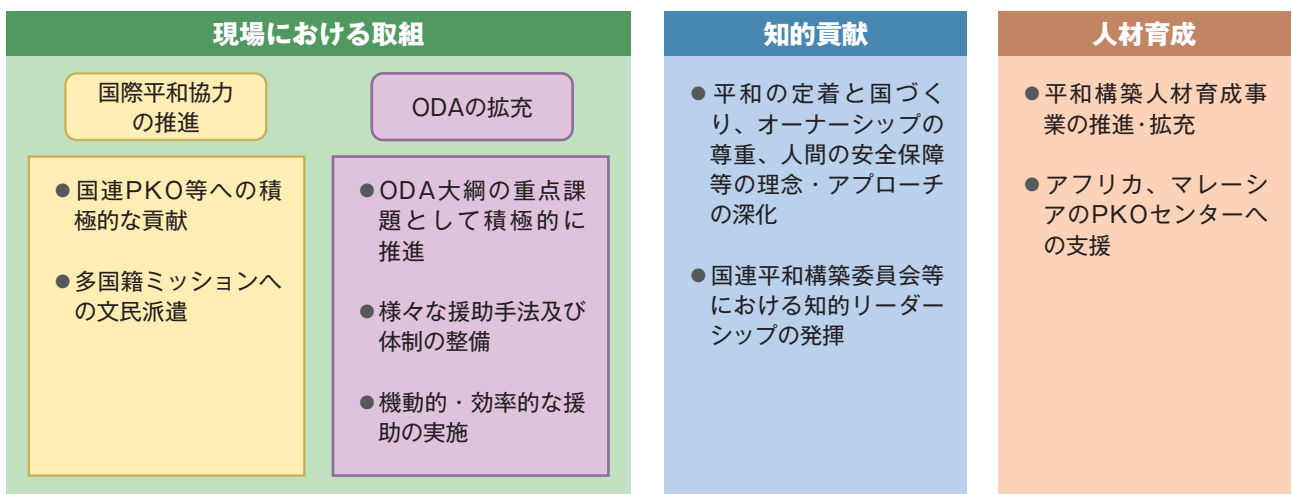 現場における取組
国際平和協力
の推進
● 国連PKO等への積
極的な貢献
● 多国籍ミッションへ
の文民派遣
ODAの拡充
● ODA大綱の重点課
題として積極的に
推進
● 様々な援助手法及び
体制の整備
● 機動的・効率的な援
助の実施
知的貢献
● 平和の定着と国づく
り、オーナーシップの
尊重、人間の安全保障
等の理念・アプローチ
の深化
● 国連平和構築委員会等
における知的リーダー
シップの発揮
人材育成
● 平和構築人材育成事
業の推進・拡充
● アフリカ、マレーシ
アのPKOセンターへ
の支援